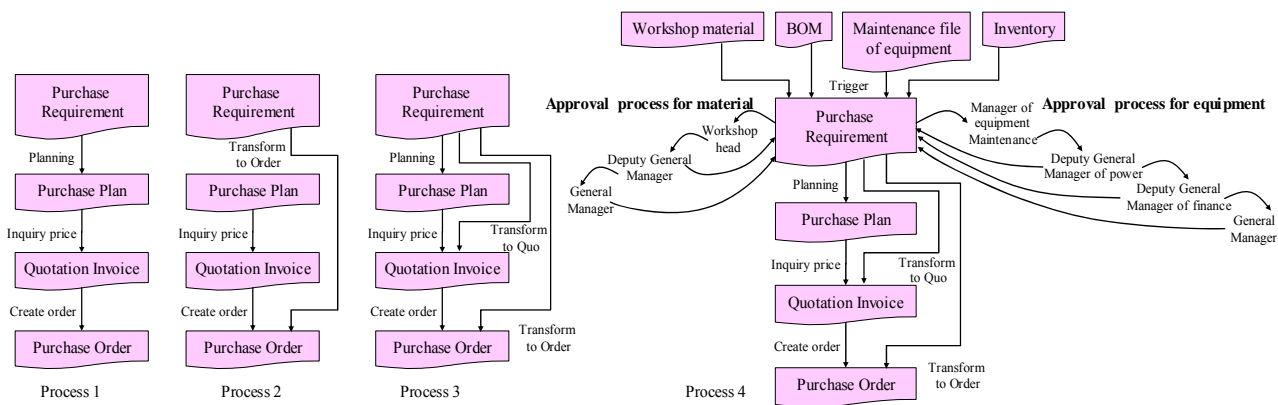 Purchase
Requirement
Planning
Purchase Plan
Inquiry price
Quotation Invoice
Create order
Purchase Order
Process 1
Purchase
Requirement
Transform
to Order
Purchase Plan
Inquiry price
Quotation Invoice
Create order
Purchase Order
Process 2
Purchase
Requirement
Planning
Purchase Plan
Inquiry price
Transform
to Quo
Quotation Invoice
Create order
Transform
to Order
Purchase Order
Process 3
Workshop material
BOM
Maintenance file
of equipment
Inventory
Trigger
Approval process for material
Workshop
head
Deputy General
Manager
General
Manager
Purchase
Requirement
Approval process for equipment
Manager of
equipment
Maintenance
Deputy General
Manager of power
Deputy General
Manager of finance
General
Manager
Planning
Purchase Plan
Inquiry price
Transform
to Quo
Quotation Invoice
Create order
Transform
to Order
Purchase Order
Process 4